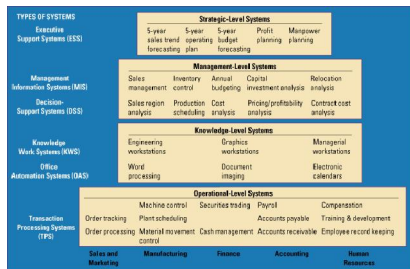 TYPES OF SYSTEMS
Strategic-Level Systems
Executive
Support Systems (ESS)
5-year 5-year 5-year Profit Manpower
sales trend operating budget planning planning
forecasting plan forecasting
Management-Level Systems
Management
Information Systems (MIS)
Sales Inventory Annual Capital Relocation
management control budgeting investment analysis analysis
Decision-
Support Systems (DSS)
Sales region Production Cost Pricing/profitability Contract cost
analysis scheduling analysis analysis analysis
Knowledge-Level Systems
Knowledge
Work Systems (KWS)
Engineering Graphics Managerial
workstations workstations workstations
Office
Automation Systems (OAS)
Word Document Electronic
processing imaging calendars
Operational-Level Systems
Transaction
Processing Systems
(TPS)
Machine control Securities trading Payroll Compensation
Order tracking Plant scheduling Accounts payable Training & development
Order processing Material movement Cash management Accounts receivable Employee record keeping
control
Sales and Manufacturing Finance Accounting Human
Marketing Resources